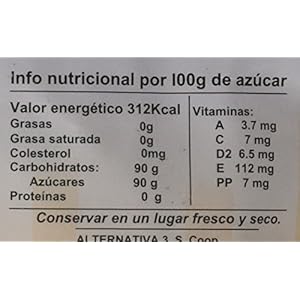 Info nutricional por 100g de azúcar
Valor energético 312Kcal
Grasas 0g
Grasa saturada 0g
Colesterol 0mg
Carbohidratos: 90 g
Azúcares 90 g
Proteínas 0 g
Vitaminas:
A 3.7 mg
C 7 mg
D2 6.5 mg
E 112 mg
PP 7 mg
Conservar en un lugar fresco y seco.
ALTERNATIVA 3, S. Coop